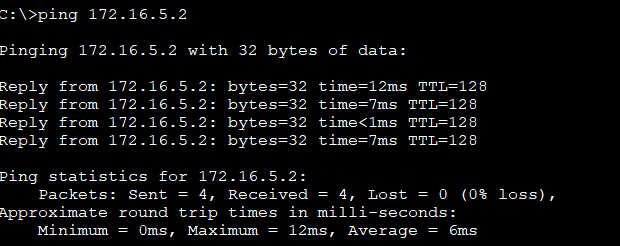 C:\>ping 172.16.5.2
Pinging 172.16.5.2 with 32 bytes of data:
Reply from 172.16.5.2: bytes=32 time=12ms TTL=128
Reply from 172.16.5.2: bytes=32 time=7ms TTL=128
Reply from 172.16.5.2: bytes=32 time<1ms TTL=128
Reply from 172.16.5.2: bytes=32 time=7ms TTL=128
Ping statistics for 172.16.5.2:
Packets: Sent = 4, Received = 4, Lost = 0 (0% loss),
Approximate round trip times in milli-seconds:
Minimum = 0ms, Maximum = 12ms, Average = 6ms